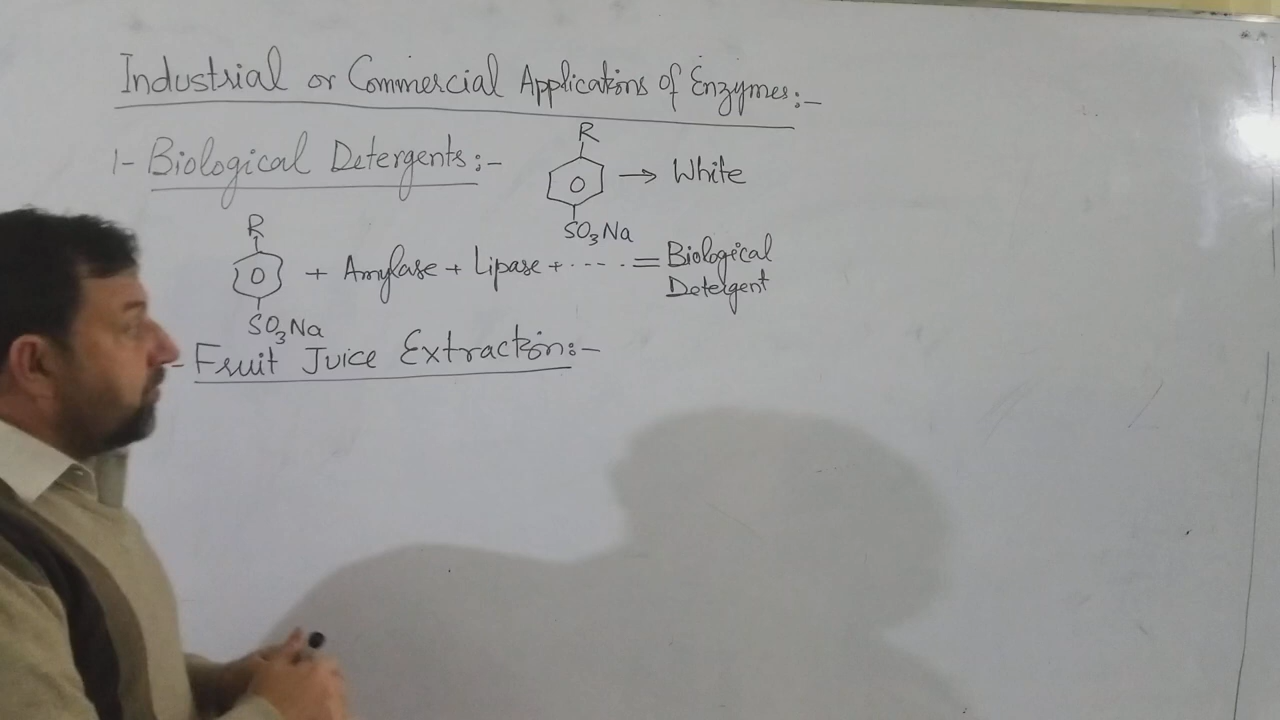 Industrial or Commercial Applications of Enzymes:-
1- Biological Detergents:-
R
→ White
SO3Na
R
+ Amylase + Lipase + ····· = Biological Detergent
SO3Na
- Fruit Juice Extraction:-